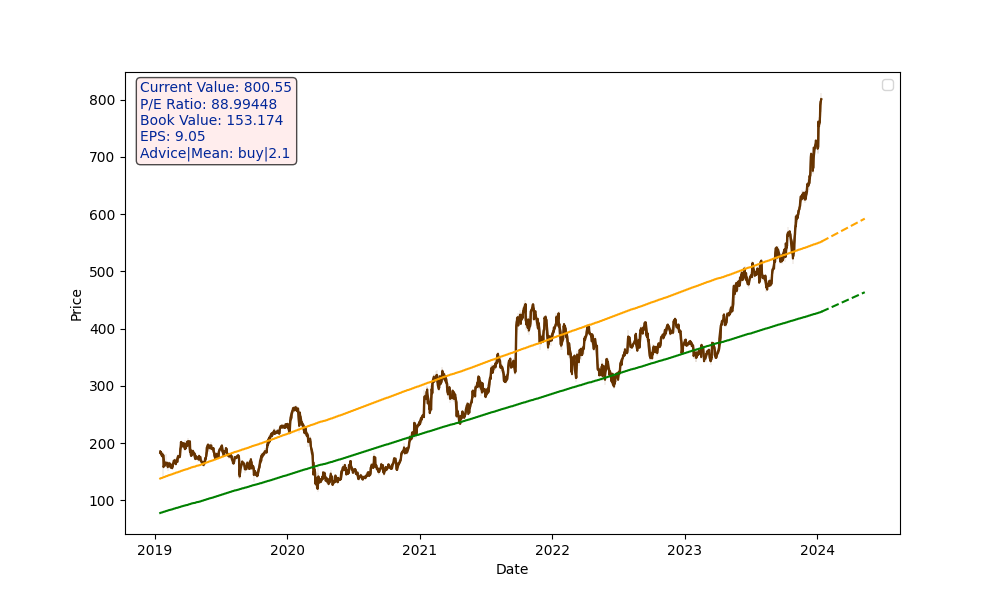 Current Value: 800.55
P/E Ratio: 88.99448
Book Value: 153.174
EPS: 9.05
Advice|Mean: buy|2.1
800
700
600
500
400
300
200
100
Price
2019 2020 2021 2022 2023 2024
Date